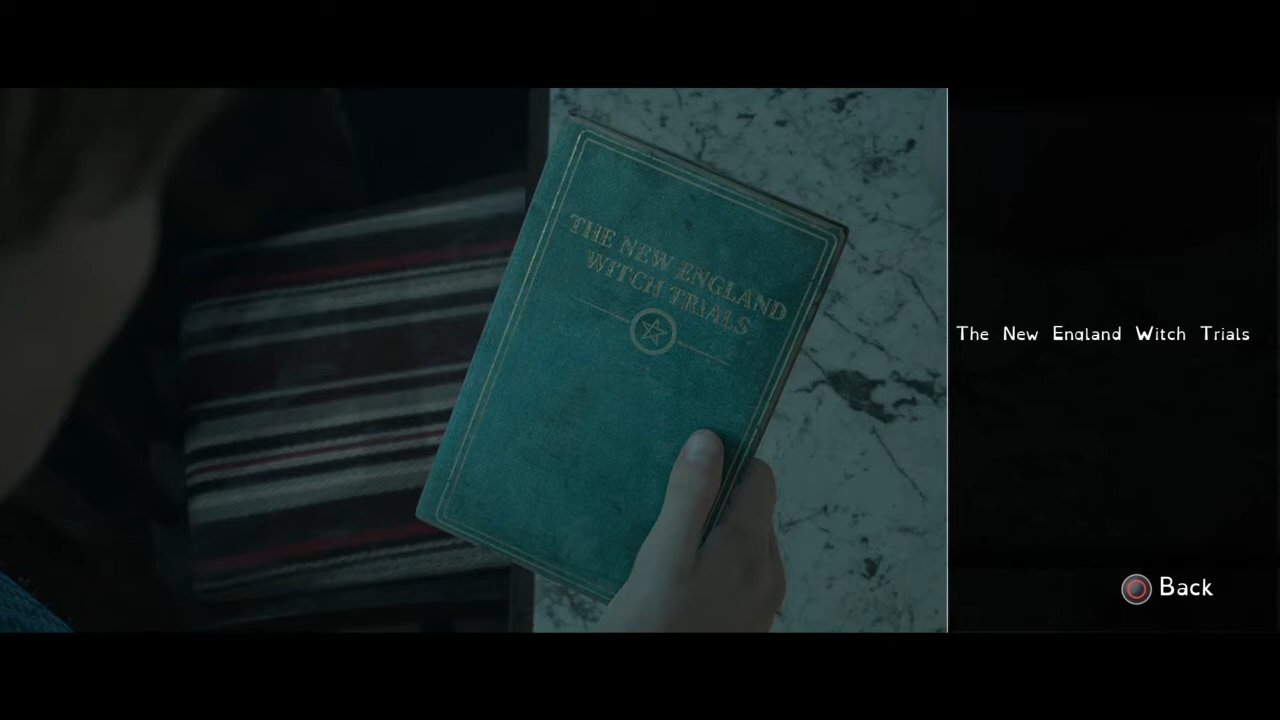 THE NEW ENGLAND
WITCH TRIALS
The New England Witch Trials
Back